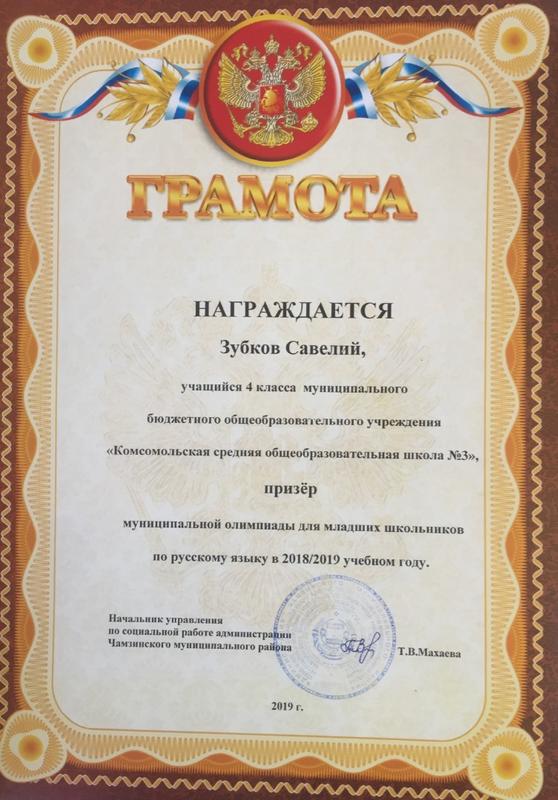 ГРАМОТА
НАГРАЖДАЕТСЯ
Зубков Савелий,
учащийся 4 класса муниципального
бюджетного общеобразовательного учреждения
«Комсомольская средняя общеобразовательная школа №3»,
призёр
муниципальной олимпиады для младших школьников
по русскому языку в 2018/2019 учебном году.
Начальник управления
по социальной работе администрации
Чамзинского муниципального района
Т.В.Махаева
2019 г.